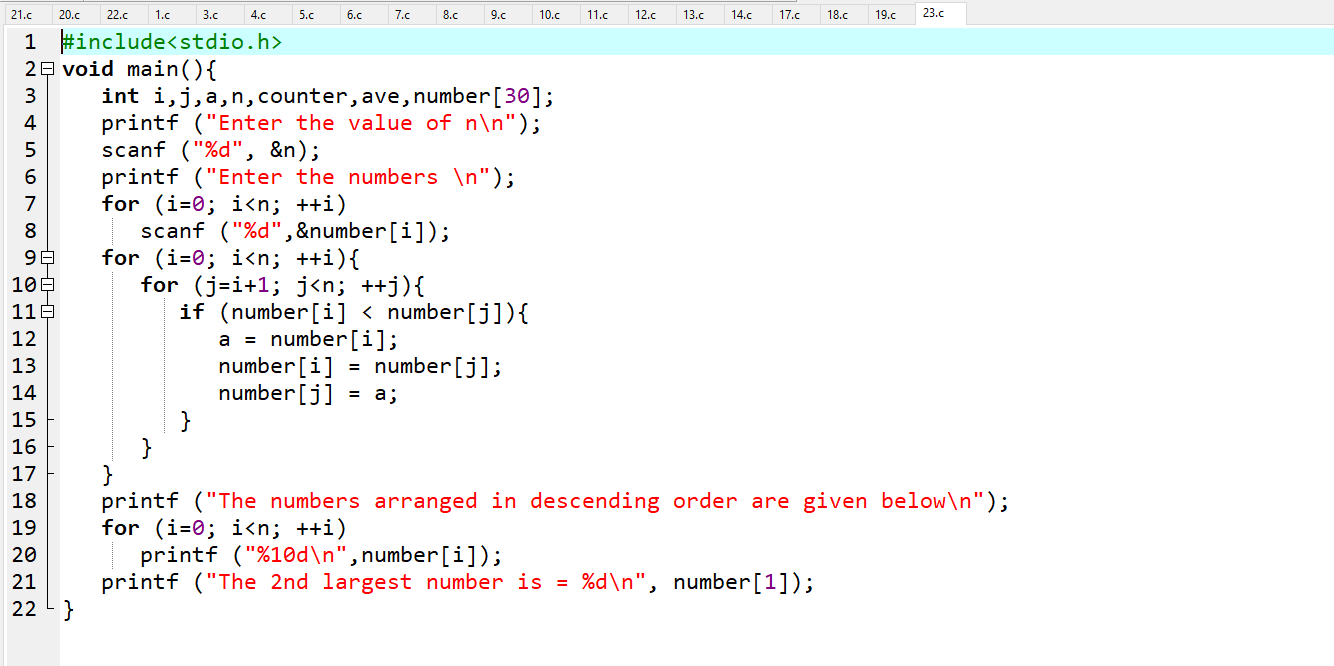 21.c 20.c 22.c 1.c 3.c 4.c 5.c 6.c 7.c 8.c 9.c 10.c 11.c 12.c 13.c 14.c 17.c 18.c 19.c 23.c
1 #include<stdio.h>
2 void main(){
3    int i,j,a,n,counter,ave,number[30];
4    printf ("Enter the value of n\n");
5    scanf ("%d", &n);
6    printf ("Enter the numbers \n");
7    for (i=0; i<n; ++i)
8       scanf ("%d",&number[i]);
9    for (i=0; i<n; ++i){
10       for (j=i+1; j<n; ++j){
11          if (number[i] < number[j]){
12             a = number[i];
13             number[i] = number[j];
14             number[j] = a;
15          }
16       }
17    }
18    printf ("The numbers arranged in descending order are given below\n");
19    for (i=0; i<n; ++i)
20       printf ("%10d\n",number[i]);
21    printf ("The 2nd largest number is = %d\n", number[1]);
22 }